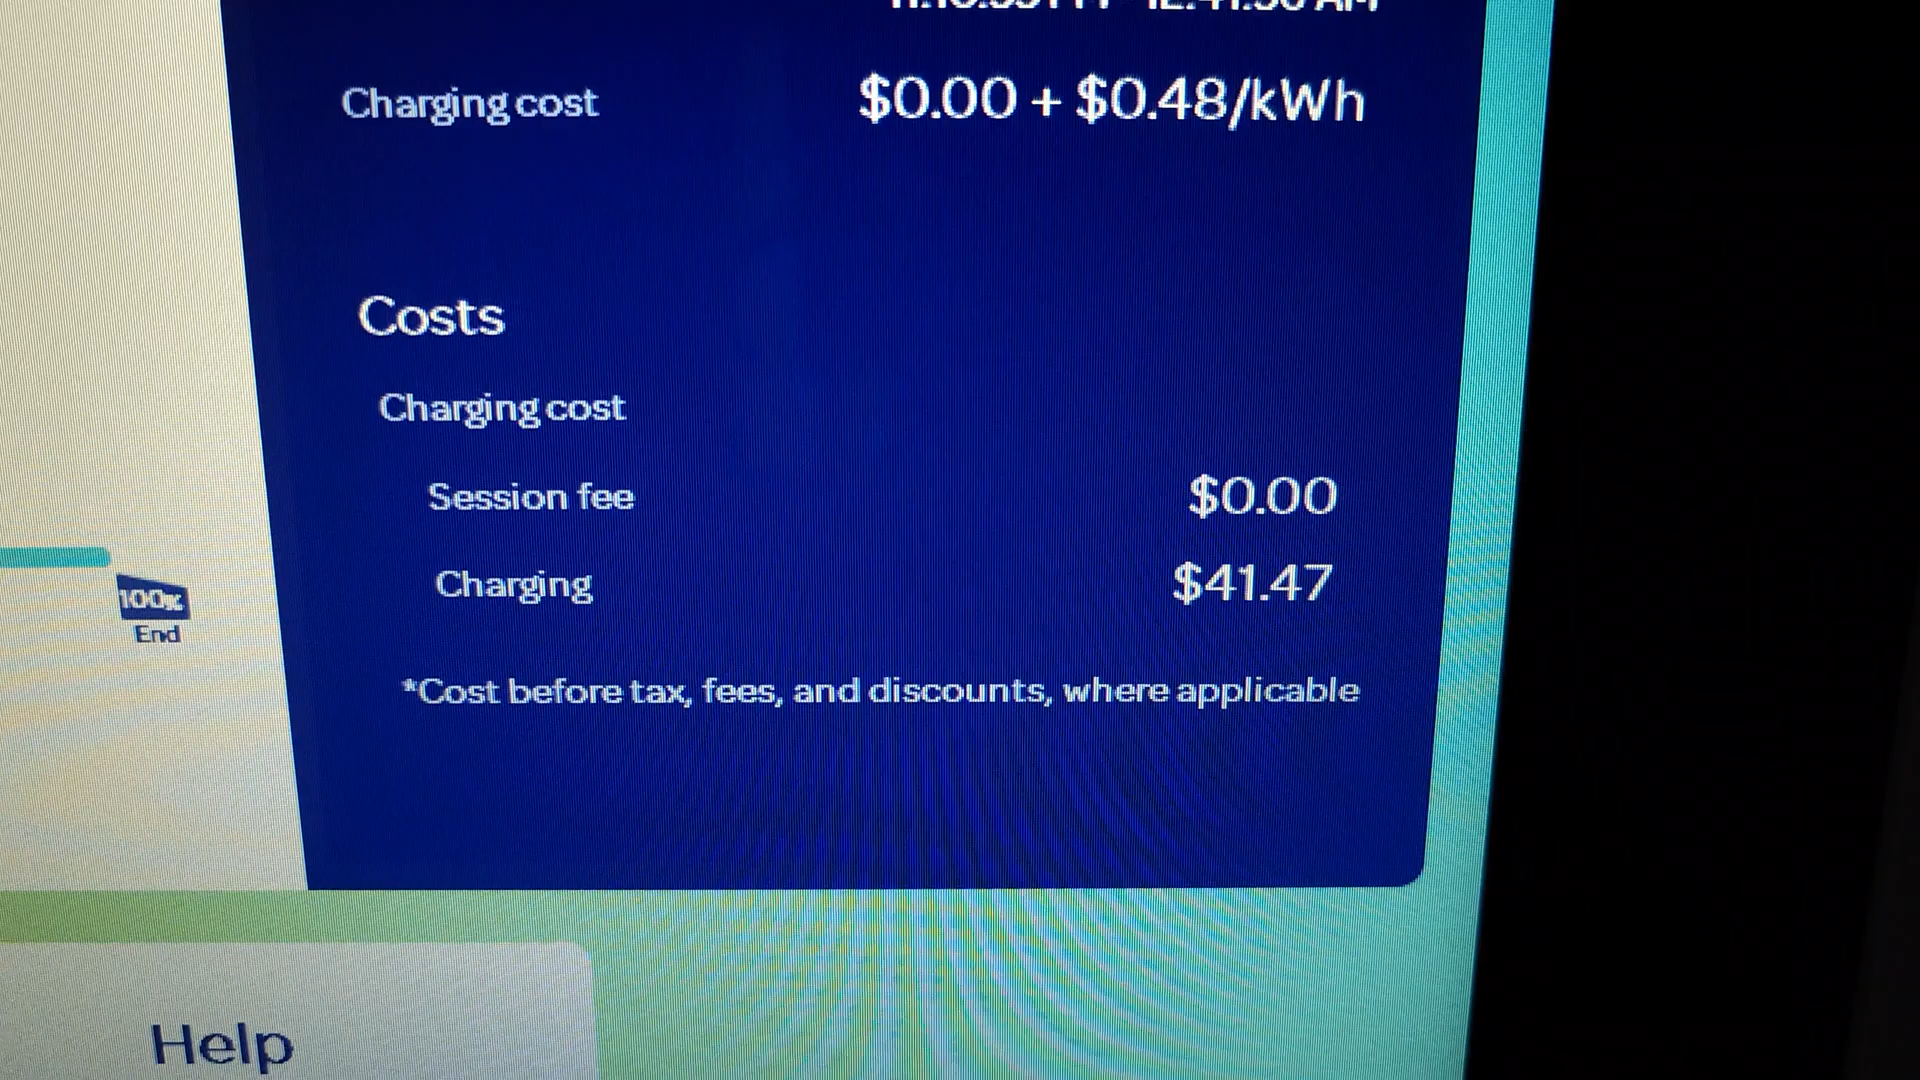 Charging cost $0.00 + $0.48/kWh
Costs
Charging cost
Session fee $0.00
Charging $41.47
100%
End
*Cost before tax, fees, and discounts, where applicable
Help